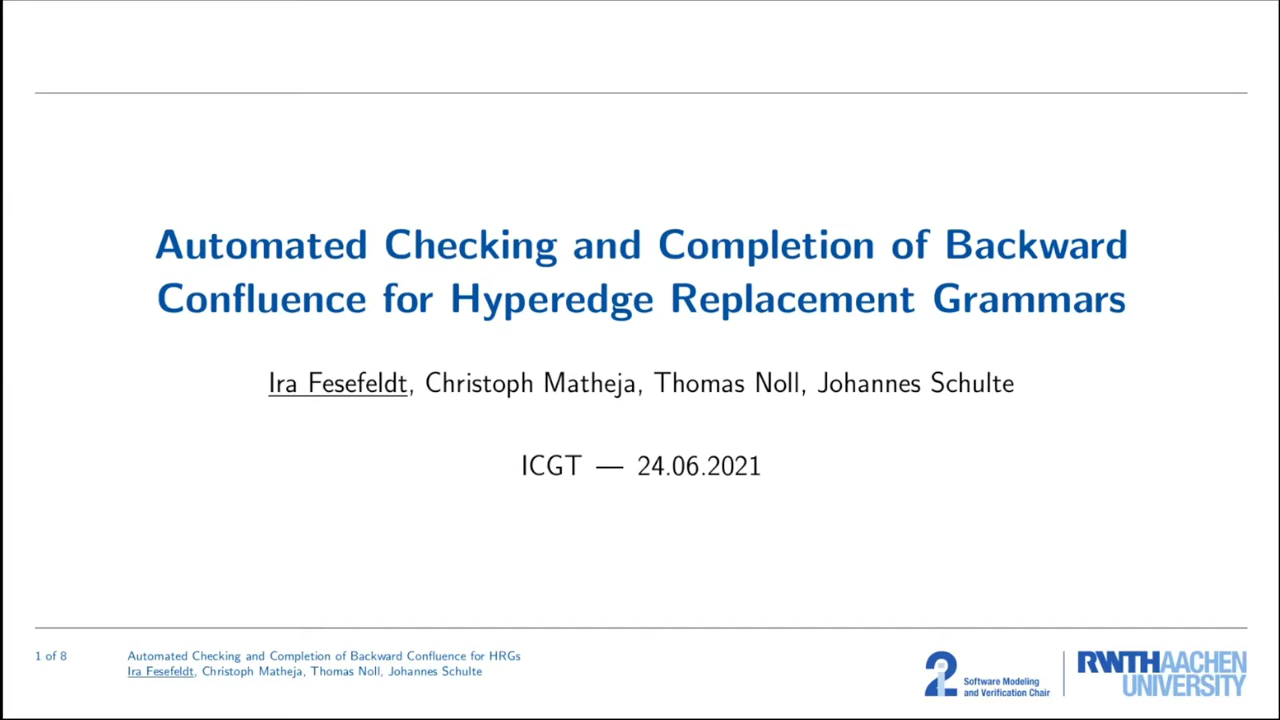 Automated Checking and Completion of Backward
Confluence for Hyperedge Replacement Grammars
Ira Fesefeldt, Christoph Matheja, Thomas Noll, Johannes Schulte
ICGT — 24.06.2021
1 of 8
Automated Checking and Completion of Backward Confluence for HRGs
Ira Fesefeldt, Christoph Matheja, Thomas Noll, Johannes Schulte
2
Software Modeling
and Verification Chair
RWTHAACHEN
UNIVERSITY